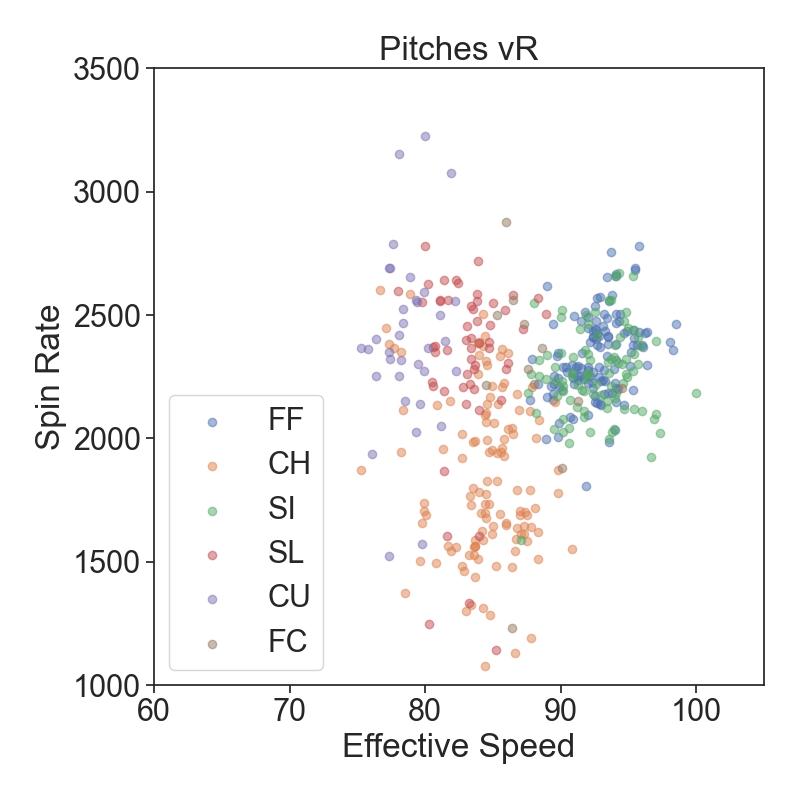 Pitches vR
3500
3000
2500
2000
1500
1000
Spin Rate
FF
CH
SI
SL
CU
FC
60 70 80 90 100
Effective Speed